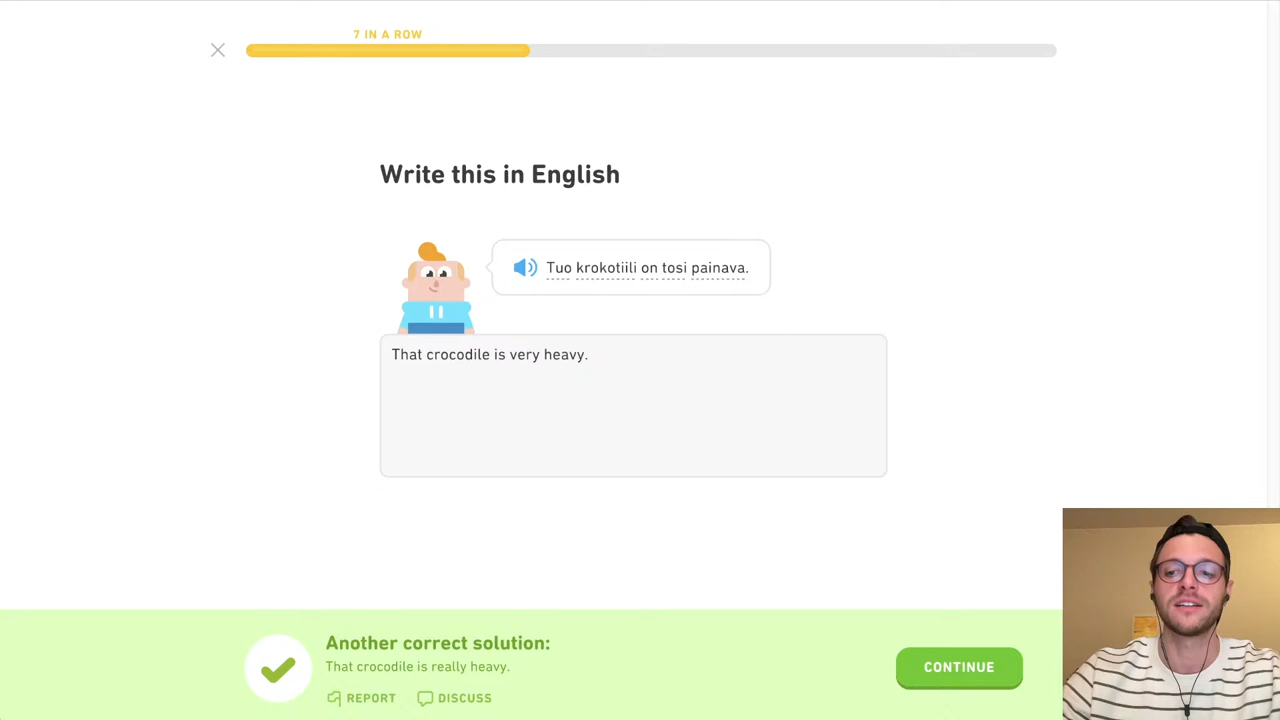 7 IN A ROW
Write this in English
Tuo krokotiili on tosi painava.
That crocodile is very heavy.
Another correct solution:
That crocodile is really heavy.
REPORT DISCUSS
CONTINUE